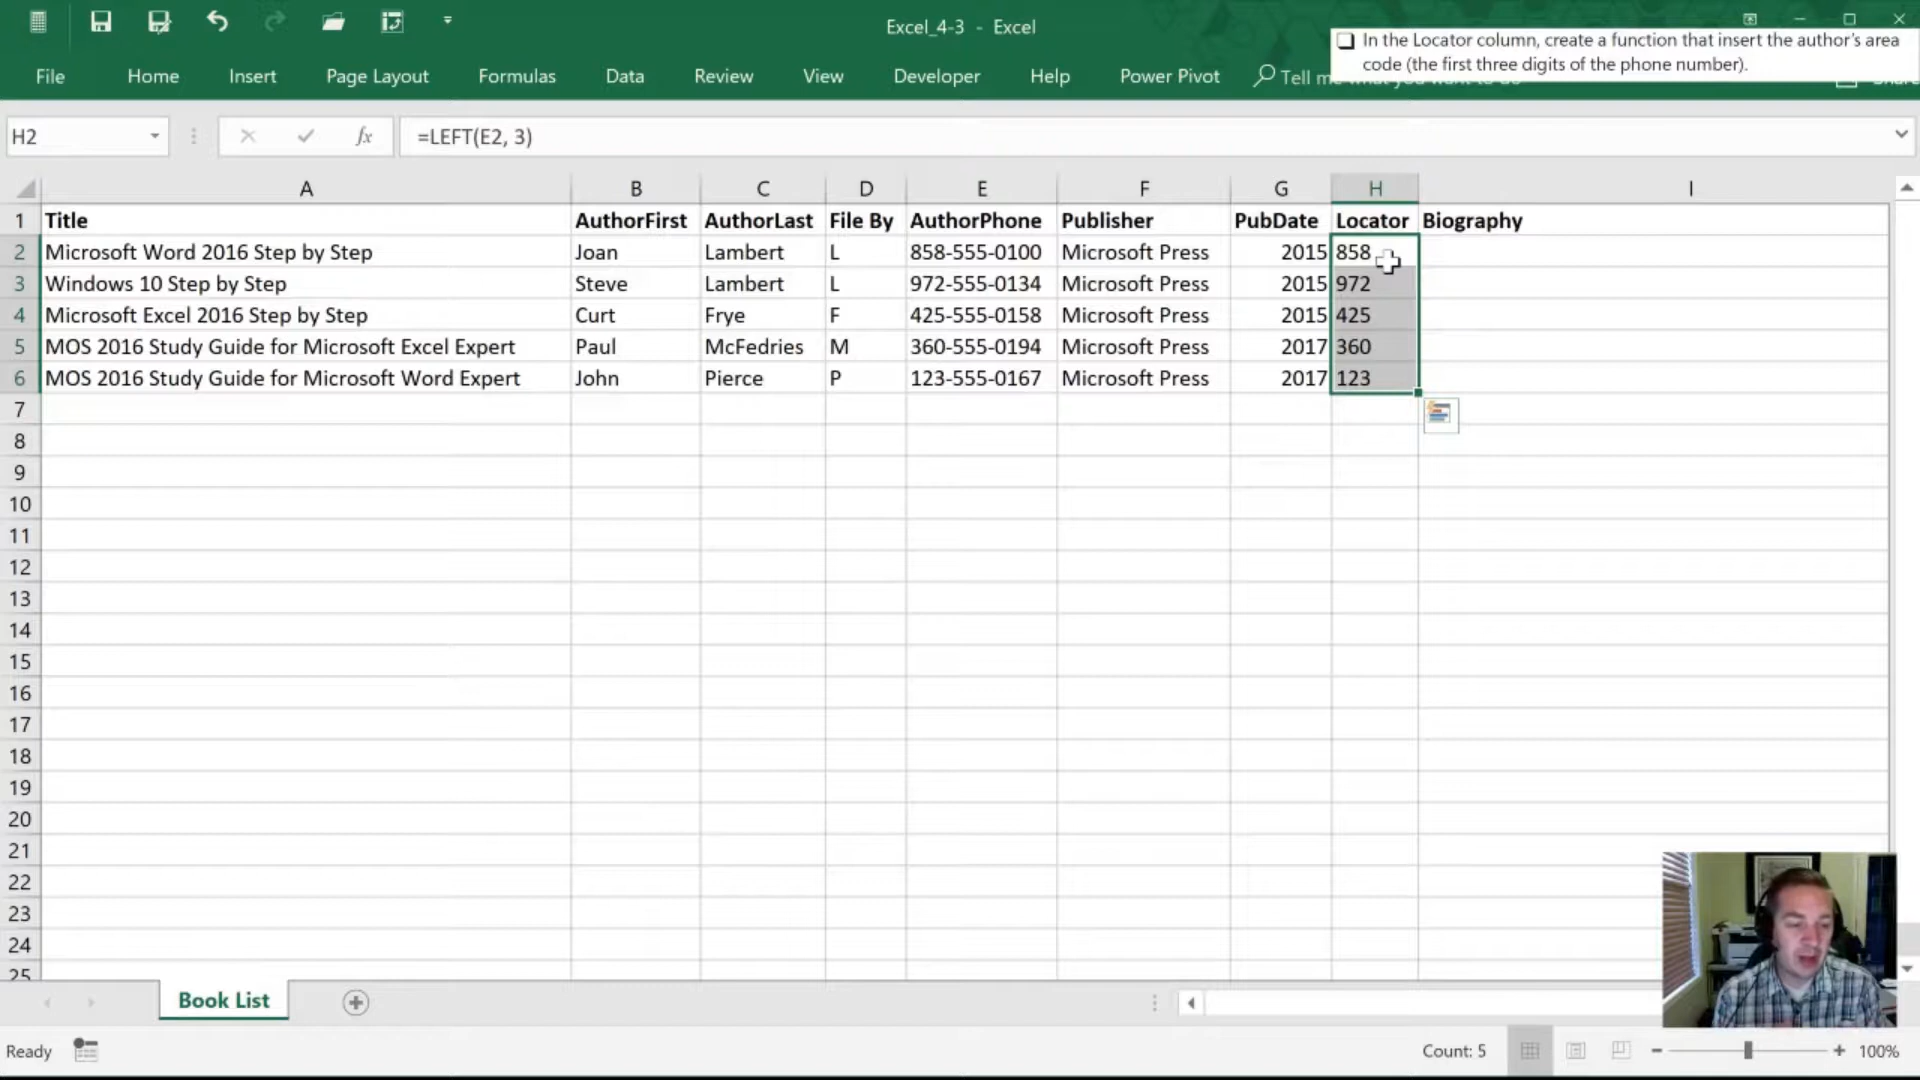 Excel_4-3 - Excel
In the Locator column, create a function that insert the author's area
code (the first three digits of the phone number).
File Home Insert Page Layout Formulas Data Review View Developer Help Power Pivot Tell me what you want to do
H2 fx =LEFT(E2, 3)
A B C D E F G H I
1 Title AuthorFirst AuthorLast File By AuthorPhone Publisher PubDate Locator Biography
2 Microsoft Word 2016 Step by Step Joan Lambert L 858-555-0100 Microsoft Press 2015 858
3 Windows 10 Step by Step Steve Lambert L 972-555-0134 Microsoft Press 2015 972
4 Microsoft Excel 2016 Step by Step Curt Frye F 425-555-0158 Microsoft Press 2015 425
5 MOS 2016 Study Guide for Microsoft Excel Expert Paul McFedries M 360-555-0194 Microsoft Press 2017 360
6 MOS 2016 Study Guide for Microsoft Word Expert John Pierce P 123-555-0167 Microsoft Press 2017 123
7
8
9
10
11
12
13
14
15
16
17
18
19
20
21
22
23
24
25
Book List
Ready Count: 5 100%